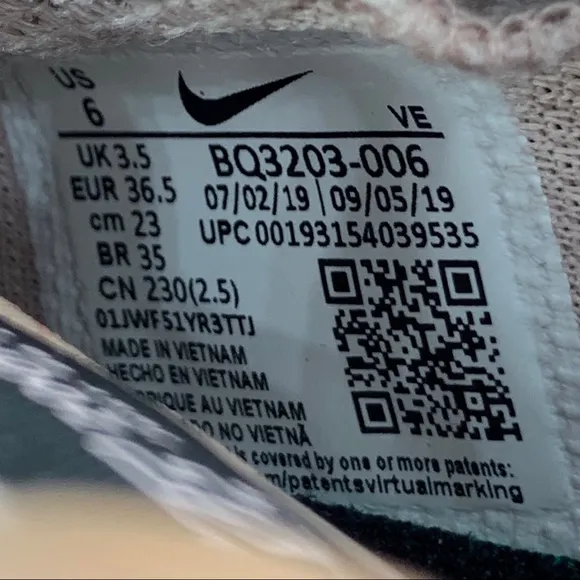 US
6
VE
UK 3.5
BQ3203-006
EUR 36.5
07/02/19 | 09/05/19
cm 23
UPC 00193154039535
BR 35
CN 230(2.5)
01JWF51YR3TTJ
MADE IN VIETNAM
HECHO EN VIETNAM
RIQUE AU VIETNAM
DO NO VIETNÃ
is covered by one or more patents:
m/patentsvirtualmarking